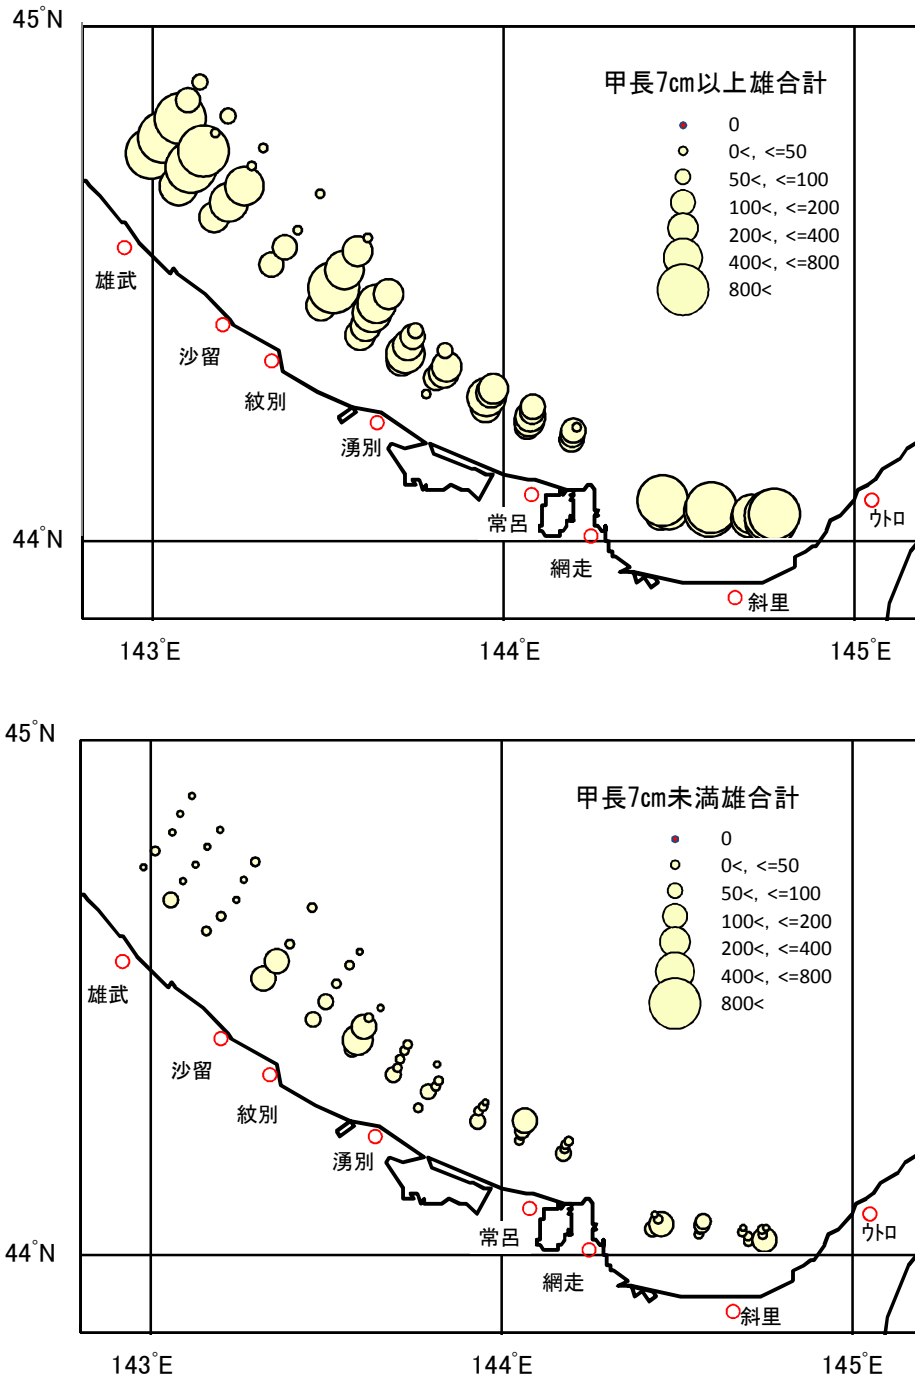 45°N
甲長7cm以上雄合計
0
0<, <=50
50<, <=100
100<, <=200
200<, <=400
400<, <=800
800<
雄武
沙留
紋別
湧別
常呂
網走
斜里
ウトロ
44°N
143°E
144°E
145°E
45°N
甲長7cm未満雄合計
0
0<, <=50
50<, <=100
100<, <=200
200<, <=400
400<, <=800
800<
雄武
沙留
紋別
湧別
常呂
網走
斜里
ウトロ
44°N
143°E
144°E
145°E